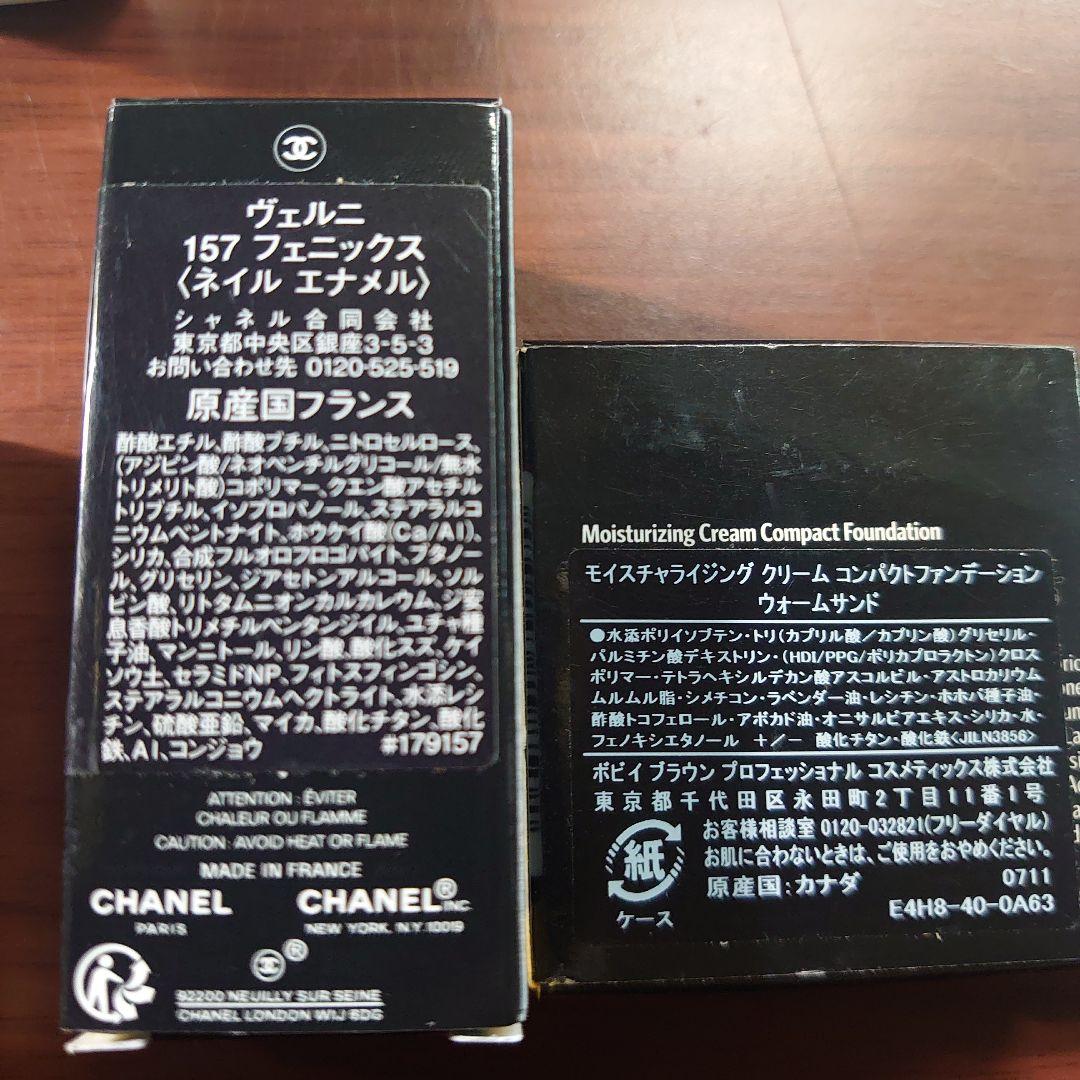 ヴェルニ
157 フェニックス
〈ネイル エナメル〉
シャネル合同会社
東京都中央区銀座3-5-3
お問い合わせ先 0120-525-519
原産国フランス
酢酸エチル、酢酸ブチル、ニトロセルロース、
(アジピン酸/ネオペンチルグリコール/無水
トリメリト酸)コポリマー、クエン酸アセチル
トリブチル、イソプロパノール、ステアラルコ
ニウムベントナイト、ホウケイ酸(Ca/Al)、
シリカ、合成フルオロフロゴパイト、ブタノー
ル、グリセリン、ジアセトンアルコール、ソル
ビン酸、リトタムニオンカルカレウム、ジ安
息香酸トリメチルペンタンジイル、ユチャ種
子油、マンニトール、リン酸、酸化スズ、ケイ
ソウ土、セラミドNP、フィトスフィンゴシン、
ステアラルコニウムヘクトライト、水添レシ
チン、硫酸亜鉛、マイカ、酸化チタン、酸化
鉄、Al、コンジョウ #179157
ATTENTION : ÉVITER
CHALEUR OU FLAMME
CAUTION: AVOID HEAT OR FLAME
MADE IN FRANCE
CHANEL CHANEL® INC.
PARIS NEW YORK, N.Y. 10019
®
92200 NEUILLY SUR SEINE
CHANEL LONDON W1J 6DG
Moisturizing Cream Compact Foundation
モイスチャライジング クリーム コンパクトファンデーション
ウォームサンド
●水添ポリイソブテン・トリ(カプリル酸/カプリン酸)グリセリル・
パルミチン酸デキストリン・(HDI/PPG/ポリカプロラクトン)クロス
ポリマー・テトラヘキシルデカン酸アスコルビル・アストロカリウム
ムルムル脂・シメチコン・ラベンダー油・レシチン・ホホバ種子油・
酢酸トコフェロール・アボカド油・オニサルビアエキス・シリカ・水・
フェノキシエタノール +/− 酸化チタン・酸化鉄<JILN3856>
ボビイ ブラウン プロフェッショナル コスメティックス株式会社
東京都千代田区永田町2丁目11番1号
お客様相談室 0120-032821(フリーダイヤル)
お肌に合わないときは、ご使用をおやめください。
原産国:カナダ 0711
E4H8-40-0A63
紙
ケース